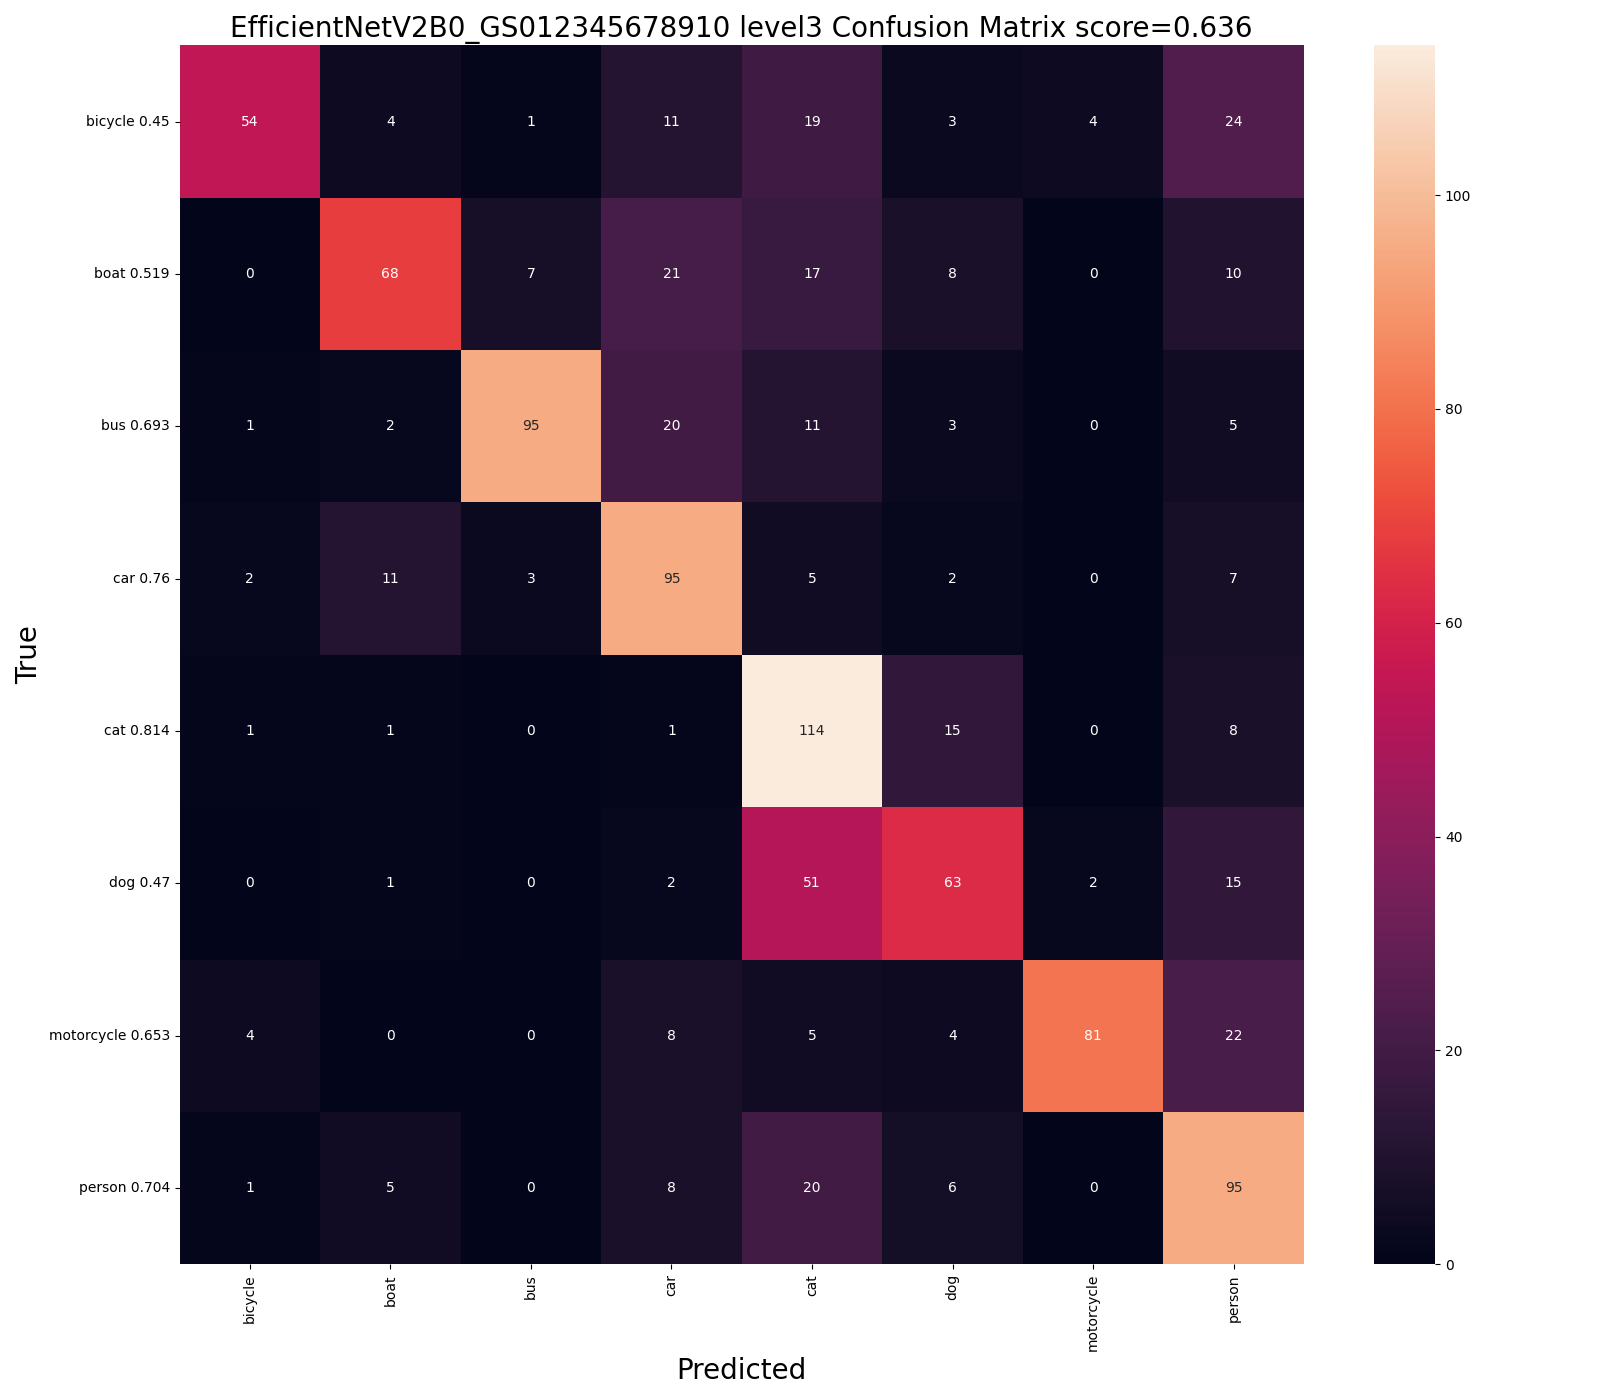 EfficientNetV2B0_GS012345678910 level3 Confusion Matrix score=0.636
bicycle 0.45 54 4 1 11 19 3 4 24
boat 0.519 0 68 7 21 17 8 0 10
bus 0.693 1 2 95 20 11 3 0 5
car 0.76 2 11 3 95 5 2 0 7
cat 0.814 1 1 0 1 114 15 0 8
dog 0.47 0 1 0 2 51 63 2 15
motorcycle 0.653 4 0 0 8 5 4 81 22
person 0.704 1 5 0 8 20 6 0 95
True
bicycle boat bus car cat dog motorcycle person
Predicted
100
80
60
40
20
0